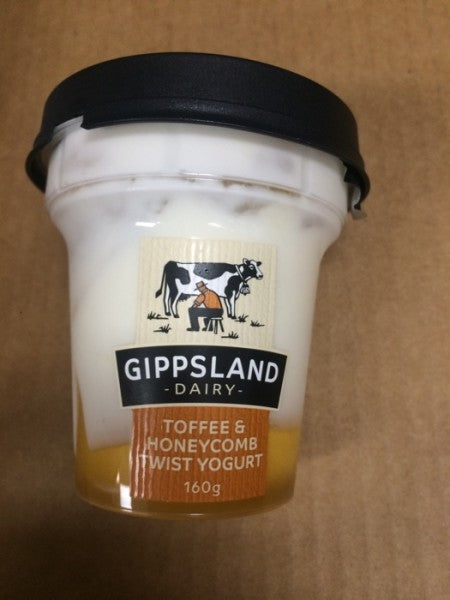 GIPPSLAND
-DAIRY-
TOFFEE &
HONEYCOMB
TWIST YOGURT
160g